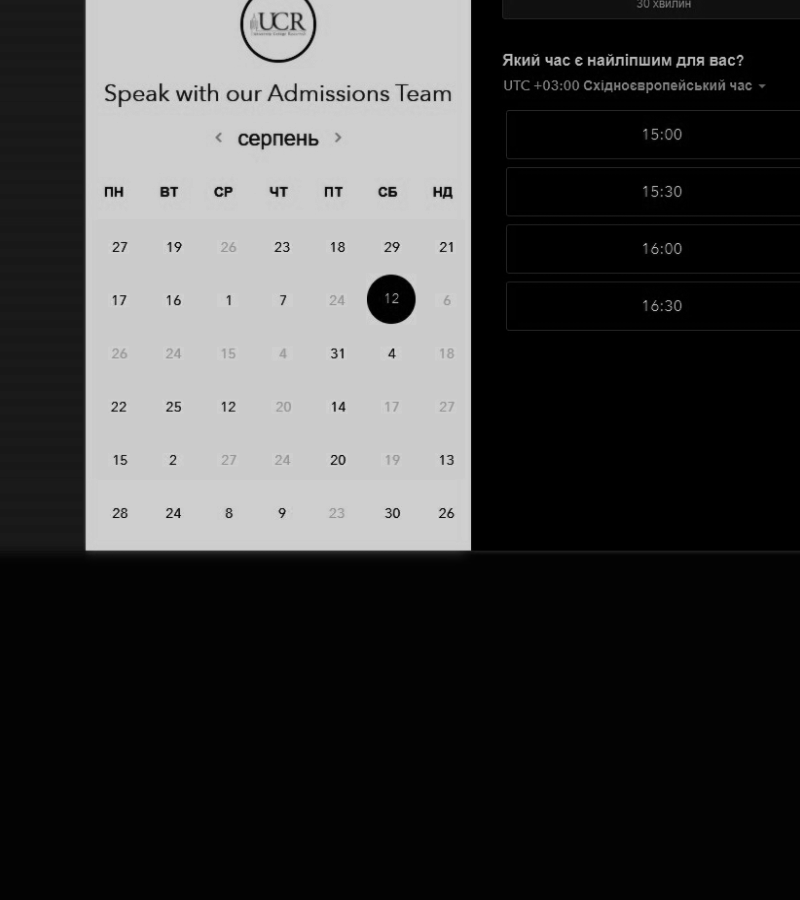 UCR
Speak with our Admissions Team
серпень
ПН ВТ СР ЧТ ПТ СБ НД
27 19 26 23 18 29 21
17 16 1 7 24 12 6
26 24 15 4 31 4 18
22 25 12 20 14 17 27
15 2 27 24 20 19 13
28 24 8 9 23 30 26
30 хвилин
Який час є найліпшим для вас?
UTC +03:00 Східноєвропейський час
15:00
15:30
16:00
16:30